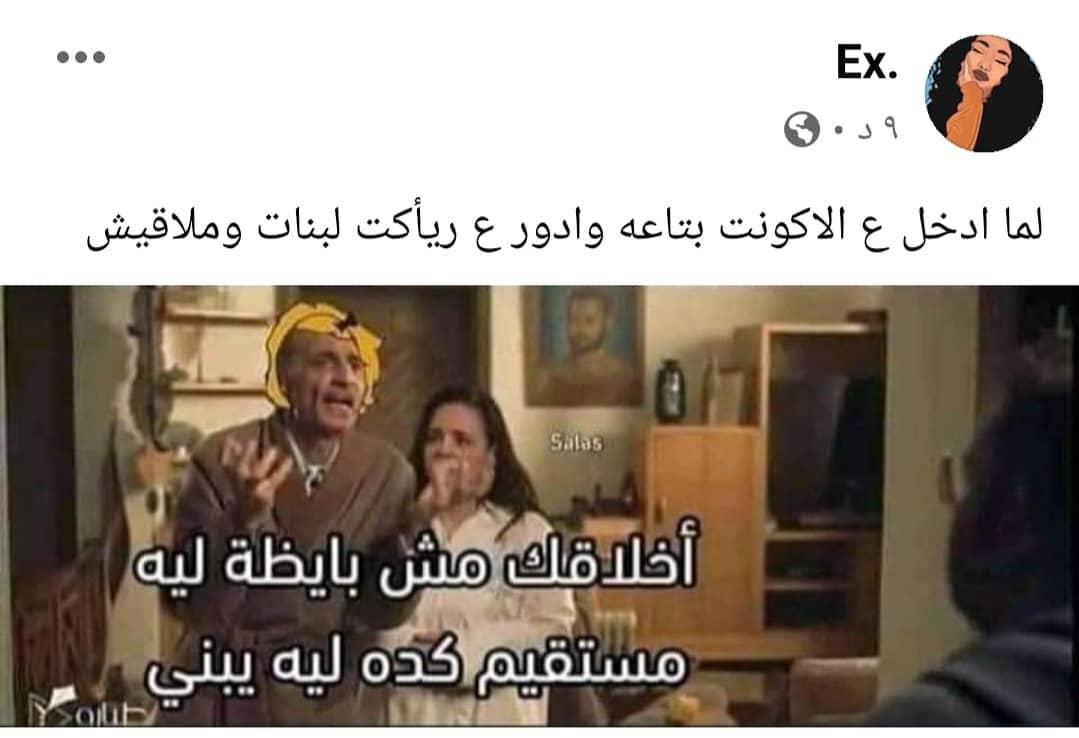 Ex.
٩ د
لما ادخل ع الاكونت بتاعه وادور ع ريأكت لبنات وملاقيش
Salas
أخلاقك مش بايظة ليه
مستقيم كده ليه يبني